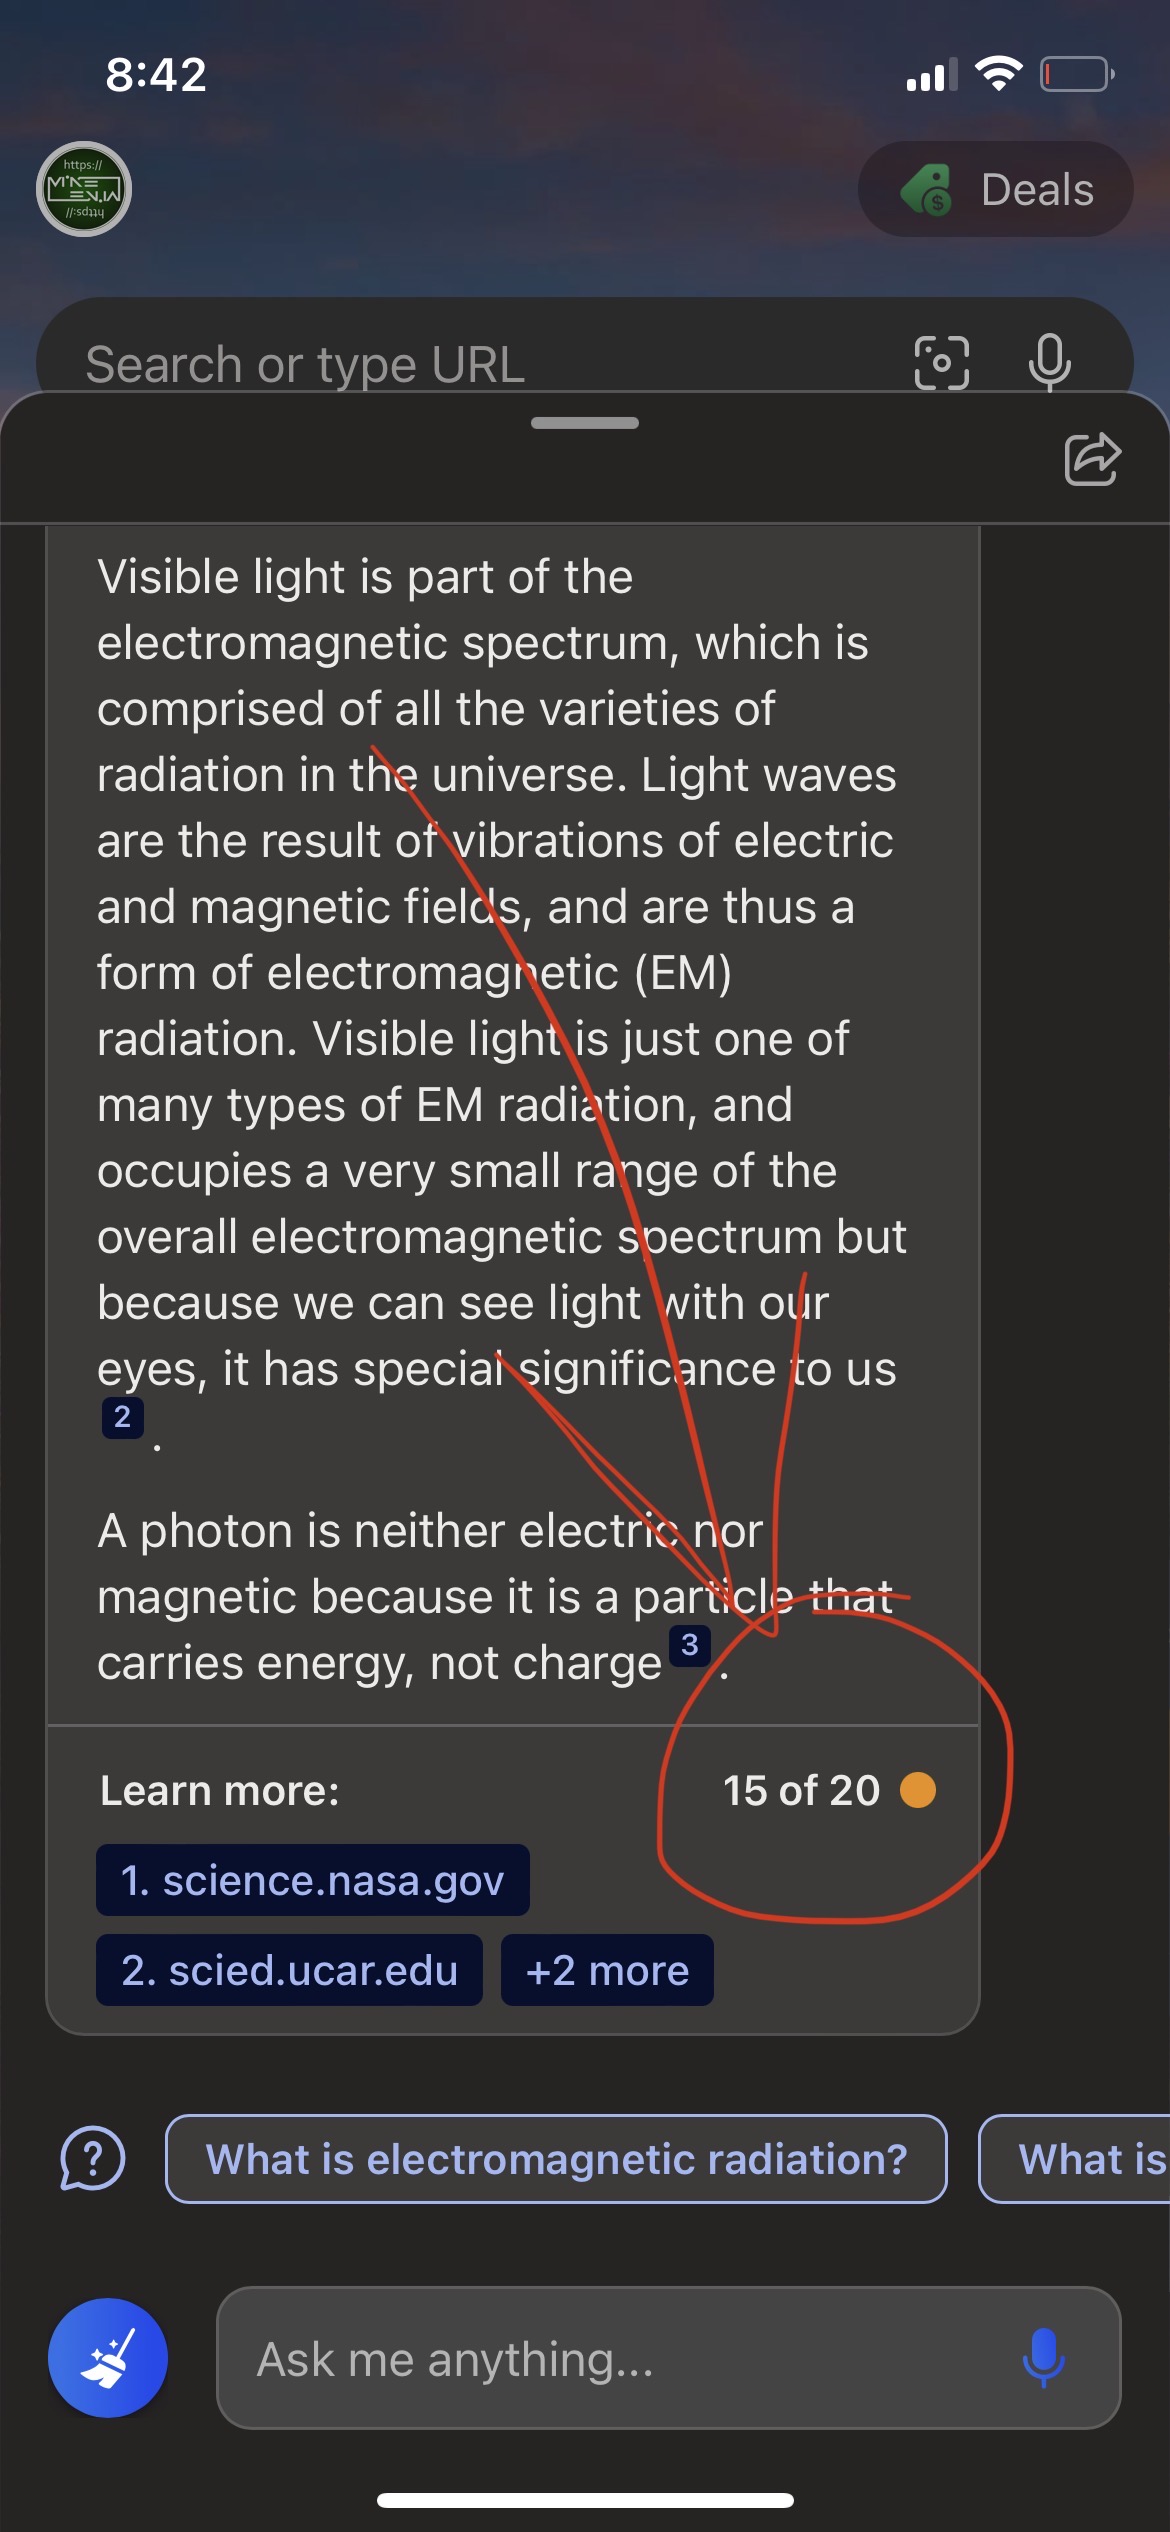 8:42
https://
MIKE
EV.IA
https://
Deals
Search or type URL
Visible light is part of the
electromagnetic spectrum, which is
comprised of all the varieties of
radiation in the universe. Light waves
are the result of vibrations of electric
and magnetic fields, and are thus a
form of electromagnetic (EM)
radiation. Visible light is just one of
many types of EM radiation, and
occupies a very small range of the
overall electromagnetic spectrum but
because we can see light with our
eyes, it has special significance to us
2 .
A photon is neither electric nor
magnetic because it is a particle that
carries energy, not charge 3 .
Learn more:
15 of 20
1. science.nasa.gov
2. scied.ucar.edu
+2 more
What is electromagnetic radiation?
What is
Ask me anything...